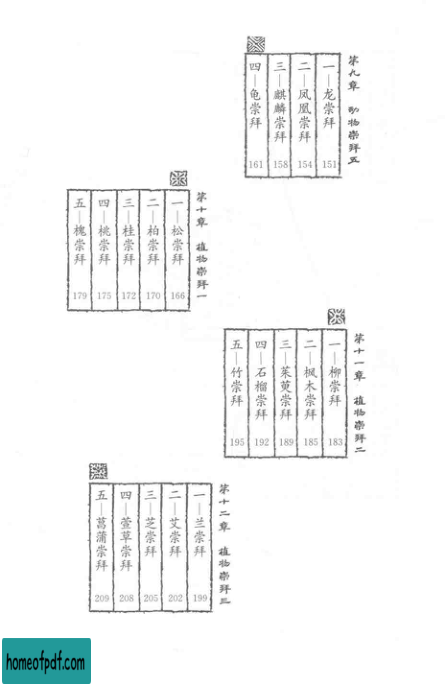 第九章 动物崇拜五
一——龙崇拜 151
二——凤凰崇拜 154
三——麒麟崇拜 158
四——龟崇拜 161
第十章 植物崇拜一
一——松崇拜 166
二——柏崇拜 170
三——桂崇拜 172
四——桃崇拜 175
五——槐崇拜 179
第十一章 植物崇拜二
一——柳崇拜 183
二——枫木崇拜 185
三——茱萸崇拜 189
四——石榴崇拜 192
五——竹崇拜 195
第十二章 植物崇拜三
一——兰崇拜 199
二——艾崇拜 202
三——芝崇拜 205
四——萱草崇拜 208
五——菖蒲崇拜 209
homeofpdf.com